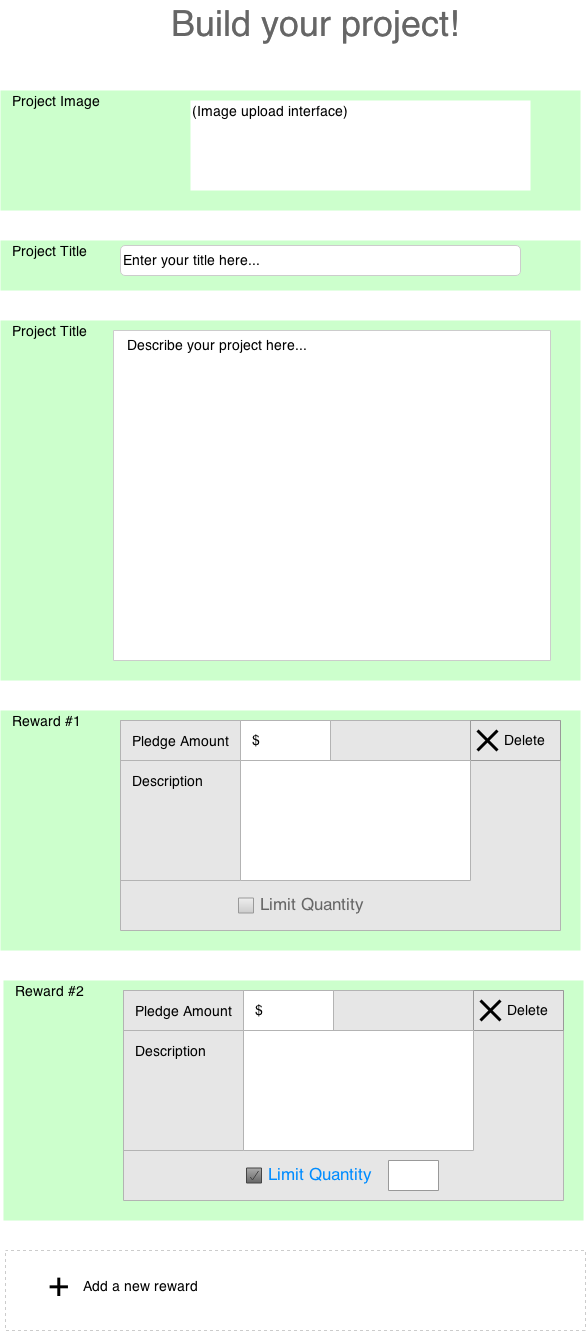 Build your project!
Project Image
(Image upload interface)
Project Title
Enter your title here...
Project Title
Describe your project here...
Reward #1
Pledge Amount $ Delete
Description
Limit Quantity
Reward #2
Pledge Amount $ Delete
Description
Limit Quantity
Add a new reward